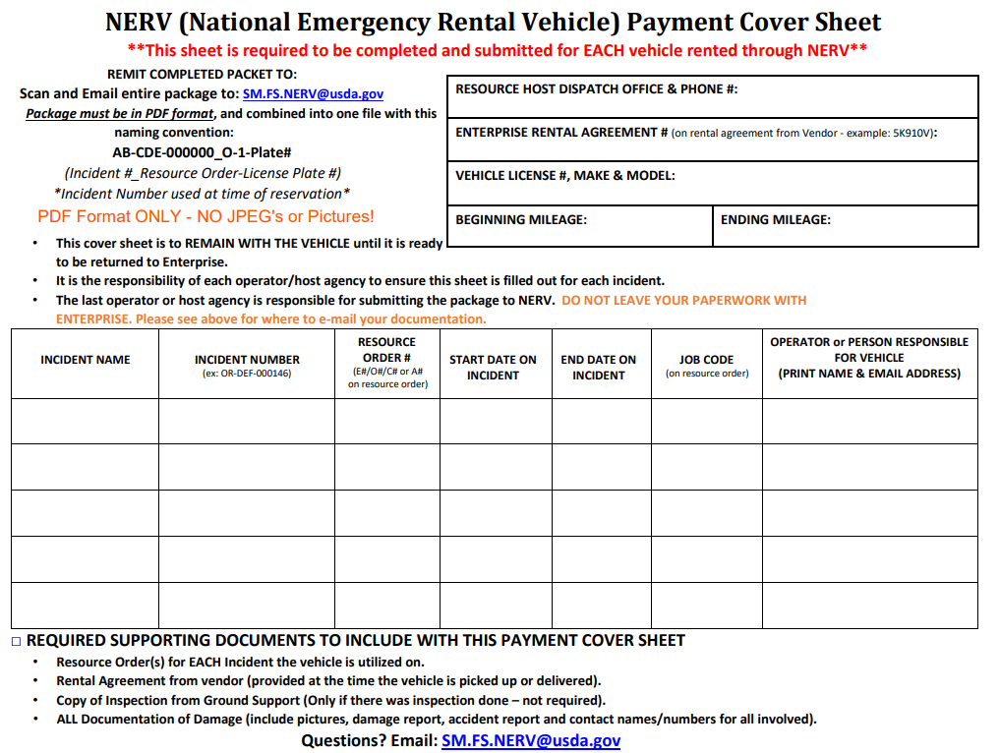 NERV (National Emergency Rental Vehicle) Payment Cover Sheet
**This sheet is required to be completed and submitted for EACH vehicle rented through NERV**
REMIT COMPLETED PACKET TO:
Scan and Email entire package to: SM.FS.NERV@usda.gov
Package must be in PDF format, and combined into one file with this
naming convention:
AB-CDE-000000_O-1-Plate#
(Incident #_Resource Order-License Plate #)
*Incident Number used at time of reservation*
PDF Format ONLY - NO JPEG's or Pictures!
RESOURCE HOST DISPATCH OFFICE & PHONE #:
ENTERPRISE RENTAL AGREEMENT # (on rental agreement from Vendor - example: 5K910V):
VEHICLE LICENSE #, MAKE & MODEL:
BEGINNING MILEAGE:
ENDING MILEAGE:
• This cover sheet is to REMAIN WITH THE VEHICLE until it is ready
to be returned to Enterprise.
• It is the responsibility of each operator/host agency to ensure this sheet is filled out for each incident.
• The last operator or host agency is responsible for submitting the package to NERV. DO NOT LEAVE YOUR PAPERWORK WITH
ENTERPRISE. Please see above for where to e-mail your documentation.
INCIDENT NAME
INCIDENT NUMBER
(ex: OR-DEF-000146)
RESOURCE
ORDER #
(E#/O#/C# or A#
on resource order)
START DATE ON
INCIDENT
END DATE ON
INCIDENT
JOB CODE
(on resource order)
OPERATOR or PERSON RESPONSIBLE
FOR VEHICLE
(PRINT NAME & EMAIL ADDRESS)
□ REQUIRED SUPPORTING DOCUMENTS TO INCLUDE WITH THIS PAYMENT COVER SHEET
• Resource Order(s) for EACH Incident the vehicle is utilized on.
• Rental Agreement from vendor (provided at the time the vehicle is picked up or delivered).
• Copy of Inspection from Ground Support (Only if there was inspection done – not required).
• ALL Documentation of Damage (include pictures, damage report, accident report and contact names/numbers for all involved).
Questions? Email: SM.FS.NERV@usda.gov